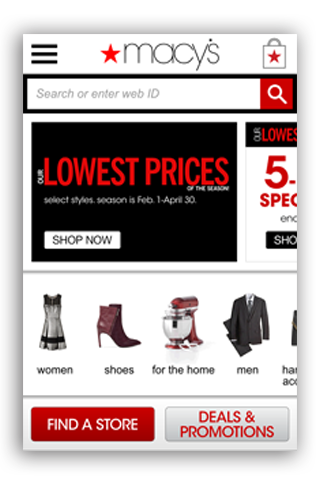 ★macy's
Search or enter web ID
OUR LOWEST PRICES
OF THE SEASON!
select styles. season is Feb. 1-April 30.
SHOP NOW
OUR LOWES
5-
SPEC
enc
SHO
women
shoes
for the home
men
han
acc
FIND A STORE
DEALS &
PROMOTIONS